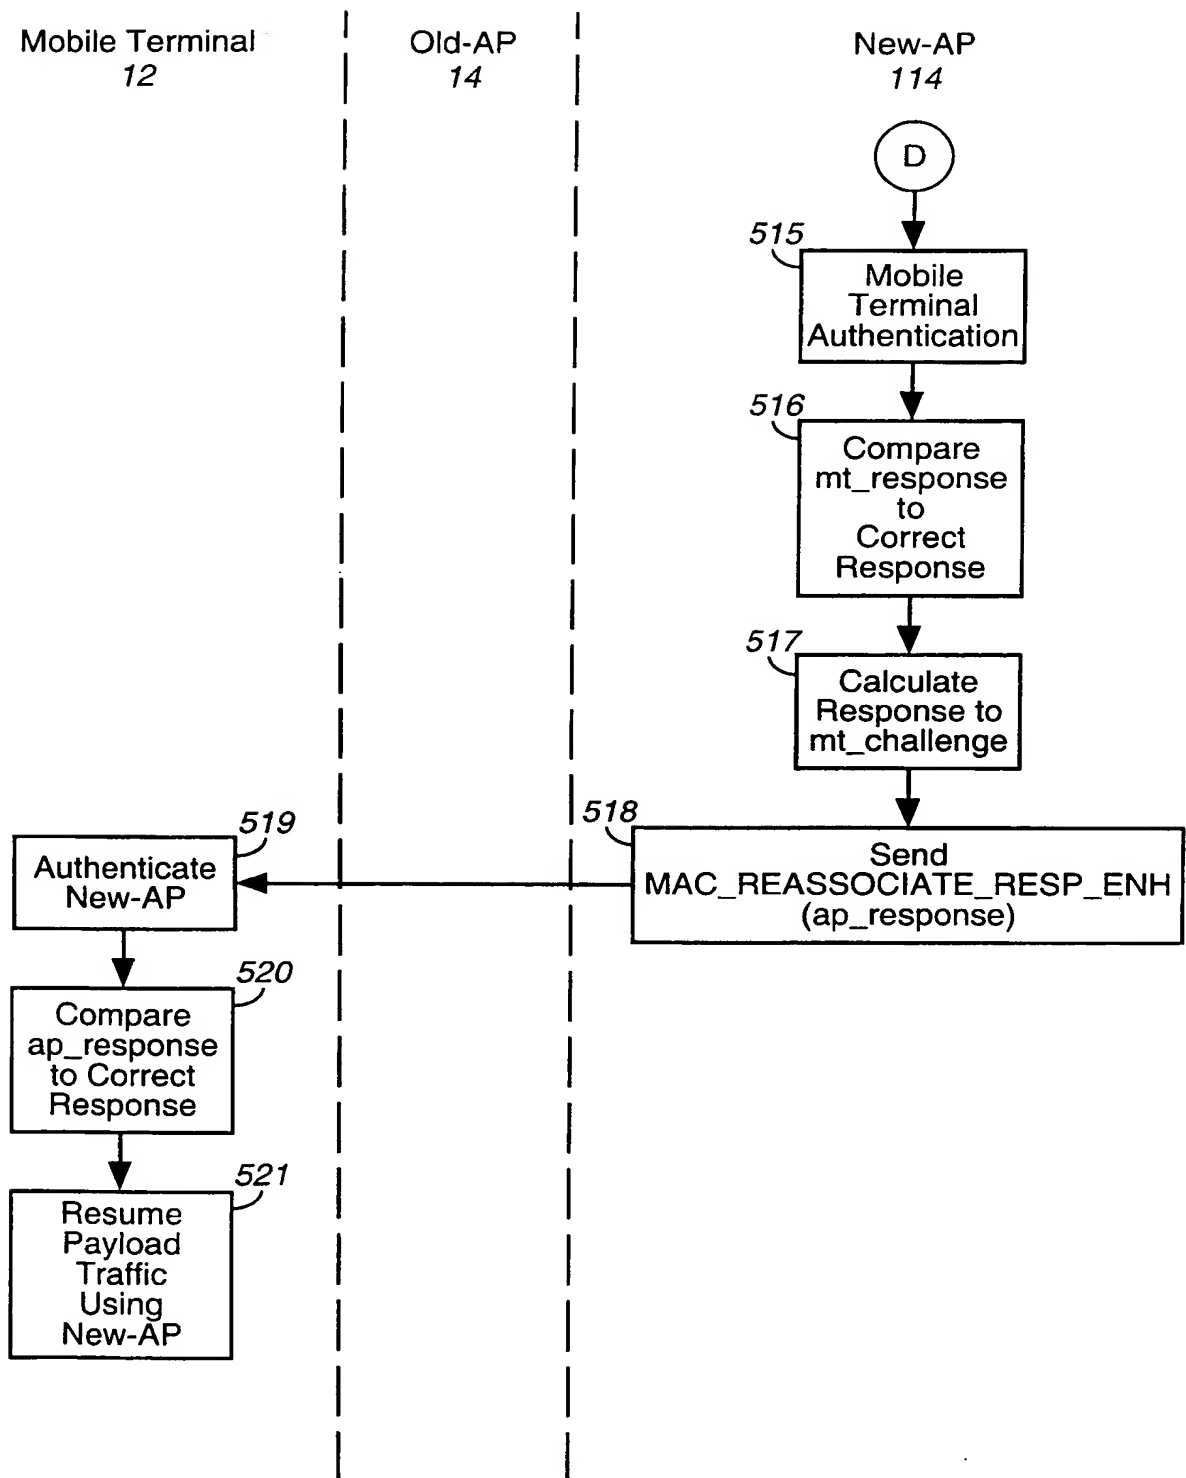 Mobile Terminal
12
Old-AP
14
New-AP
114
D
515
Mobile
Terminal
Authentication
516
Compare
mt_response
to
Correct
Response
517
Calculate
Response to
mt_challenge
518
Send
MAC_REASSOCIATE_RESP_ENH
(ap_response)
519
Authenticate
New-AP
520
Compare
ap_response
to Correct
Response
521
Resume
Payload
Traffic
Using
New-AP